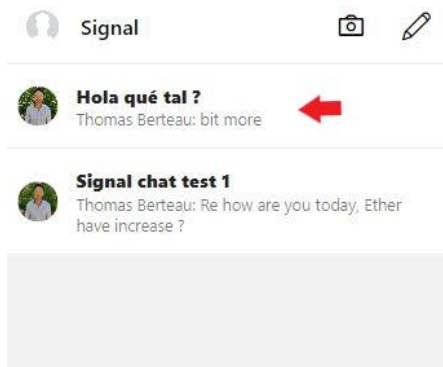 Signal
Hola qué tal ?
Thomas Berteau: bit more
Signal chat test 1
Thomas Berteau: Re how are you today, Ether
have increase ?